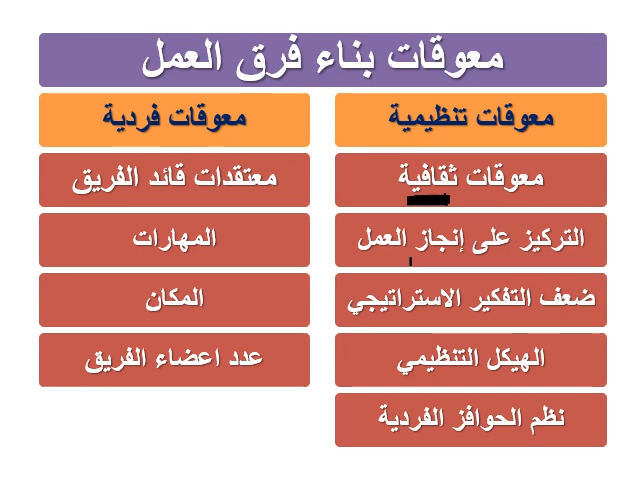 معوقات بناء فرق العمل
معوقات تنظيمية
معوقات ثقافية
التركيز على إنجاز العمل
ضعف التفكير الاستراتيجي
الهيكل التنظيمي
نظم الحوافز الفردية
معوقات فردية
معتقدات قائد الفريق
المهارات
المكان
عدد اعضاء الفريق